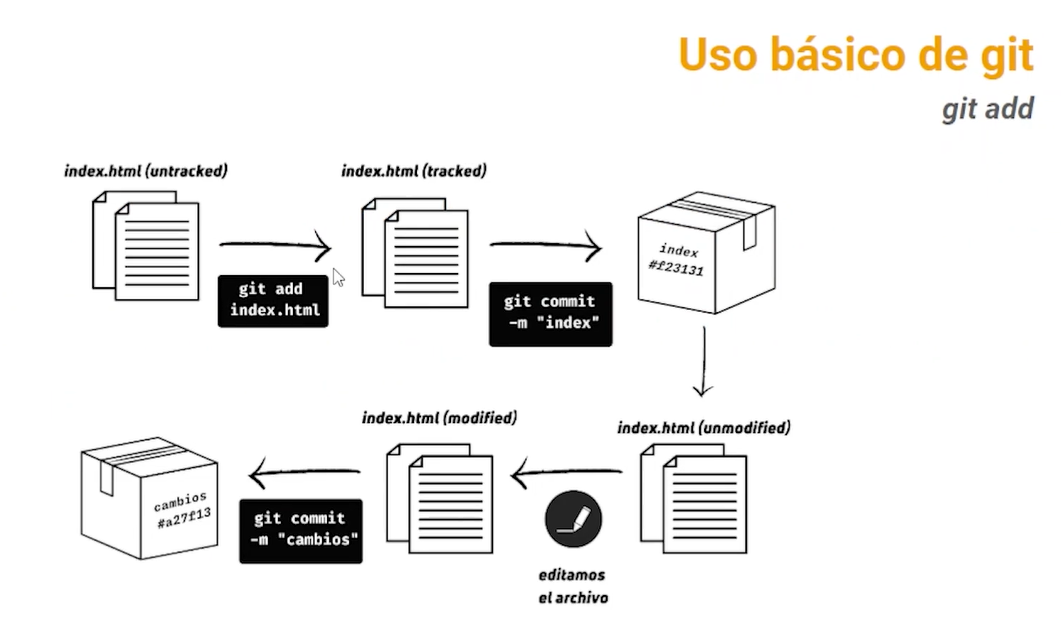 Uso básico de git
git add
index.html (untracked)
index.html (tracked)
git add
index.html
git commit
-m "index"
index
#f23131
index.html (modified)
index.html (unmodified)
cambios
#a27f13
git commit
-m "cambios"
editamos
el archivo